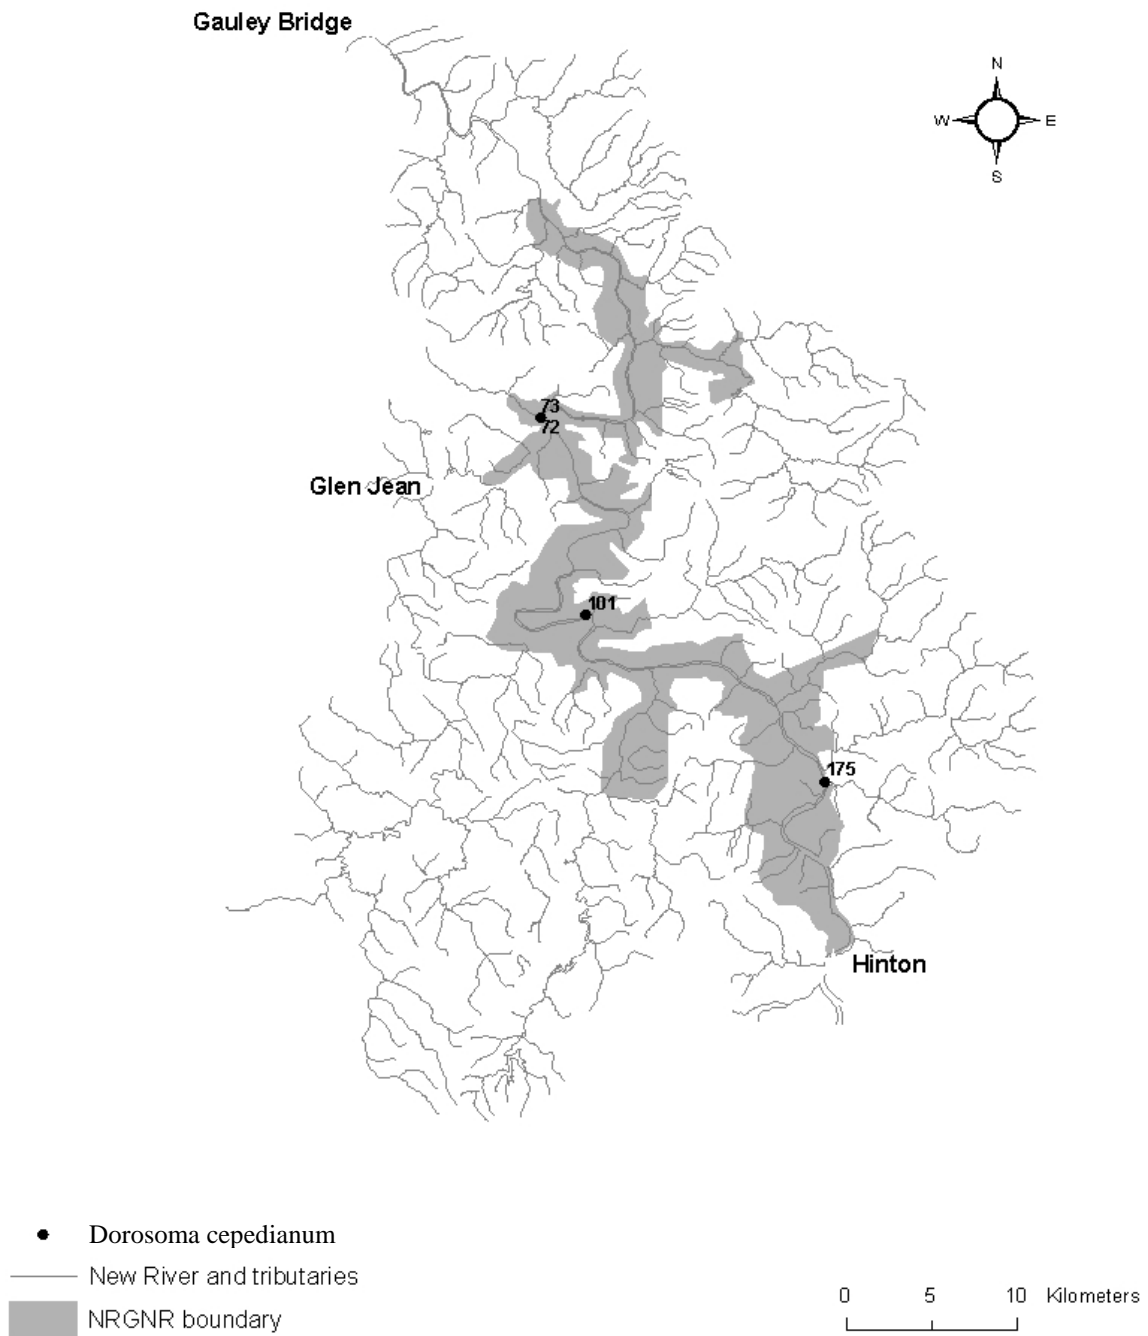 Gauley Bridge
N
W E
S
73
72
Glen Jean
101
175
Hinton
Dorosoma cepedianum
New River and tributaries
NRGNR boundary
0 5 10 Kilometers